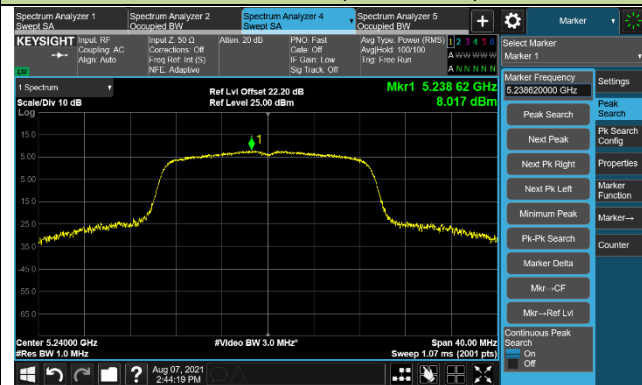 Spectrum Analyzer 1
Swept SA
Spectrum Analyzer 2
Occupied BW
Spectrum Analyzer 4
Swept SA
Spectrum Analyzer 5
Occupied BW
Marker
KEYSIGHT
Input: RF
Coupling: AC
Align: Auto
Input Z: 50 Ω
Corrections: Off
Freq Ref: Int (S)
NFE: Adaptive
Atten: 20 dB
PNO: Fast
Gate: Off
IF Gain: Low
Sig Track: Off
Avg Type: Power (RMS)
Avg|Hold: 100/100
Trig: Free Run
1 2 3 4 5 6
A W W W W W
A N N N N N
LXI
Select Marker
Marker 1
1 Spectrum
Scale/Div 10 dB
Log
Ref Lvl Offset 22.20 dB
Ref Level 25.00 dBm
Mkr1 5.238 62 GHz
8.017 dBm
1
15.0
5.00
-5.00
-15.0
-25.0
-35.0
-45.0
-55.0
-65.0
Center 5.24000 GHz
#Res BW 1.0 MHz
#Video BW 3.0 MHz*
Span 40.00 MHz
Sweep 1.07 ms (2001 pts)
Marker Frequency
5.238620000 GHz
Peak Search
Next Peak
Next Pk Right
Next Pk Left
Minimum Peak
Pk-Pk Search
Marker Delta
Mkr→CF
Mkr→Ref Lvl
Continuous Peak
Search
On
Off
Settings
Peak
Search
Pk Search
Config
Properties
Marker
Function
Marker→
Counter
?
Aug 07, 2021
2:44:19 PM